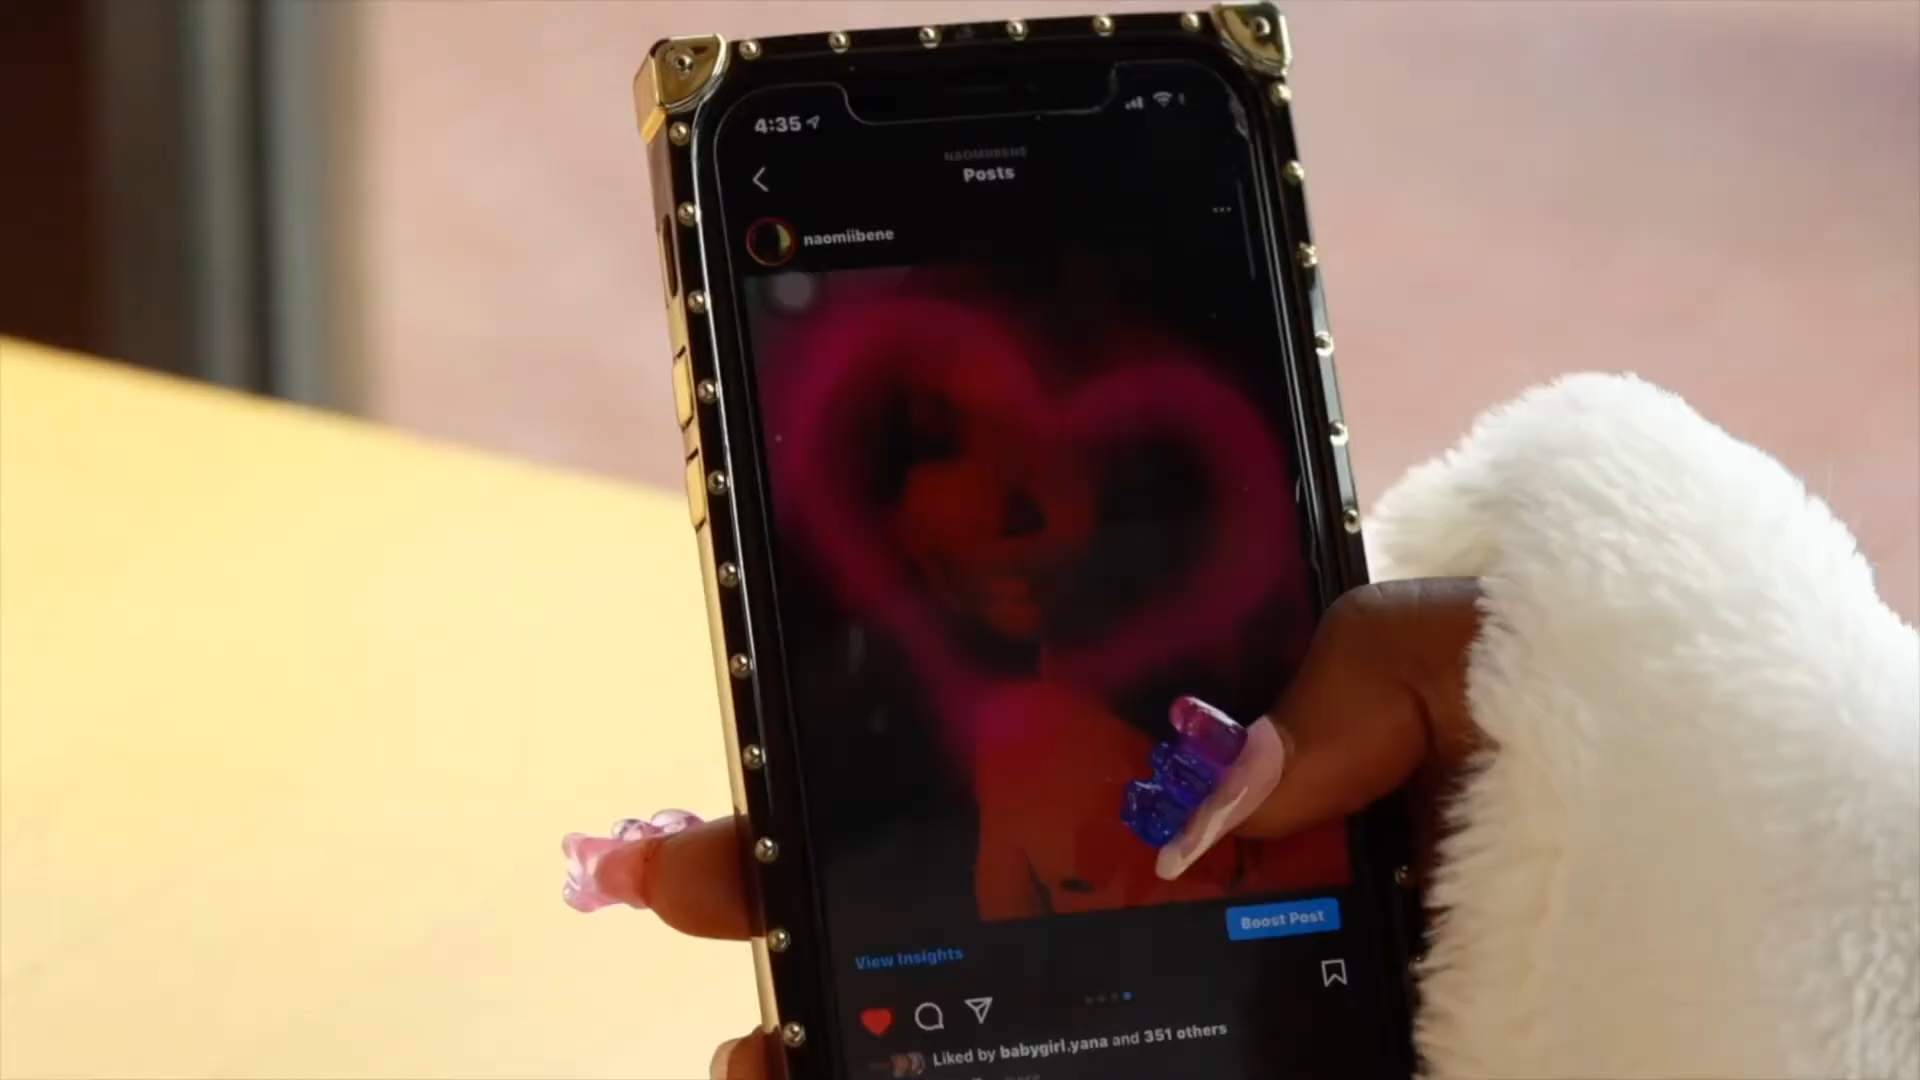 4:35
NAOMIIBENE
Posts
naomiibene
Boost Post
View Insights
Liked by babygirl.yana and 351 others